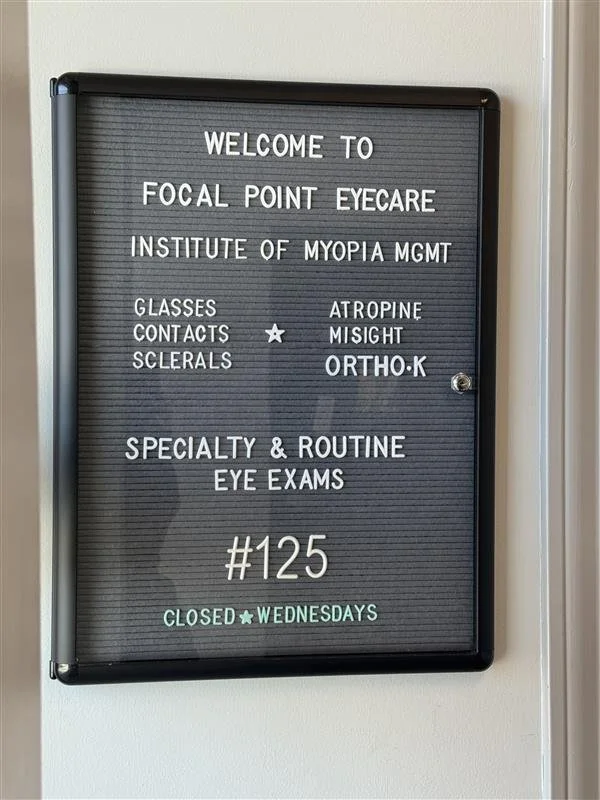 WELCOME TO
FOCAL POINT EYECARE
INSTITUTE OF MYOPIA MGMT
GLASSES
CONTACTS
SCLERALS
★
ATROPINE
MISIGHT
ORTHO·K
SPECIALTY & ROUTINE
EYE EXAMS
#125
CLOSED★WEDNESDAYS